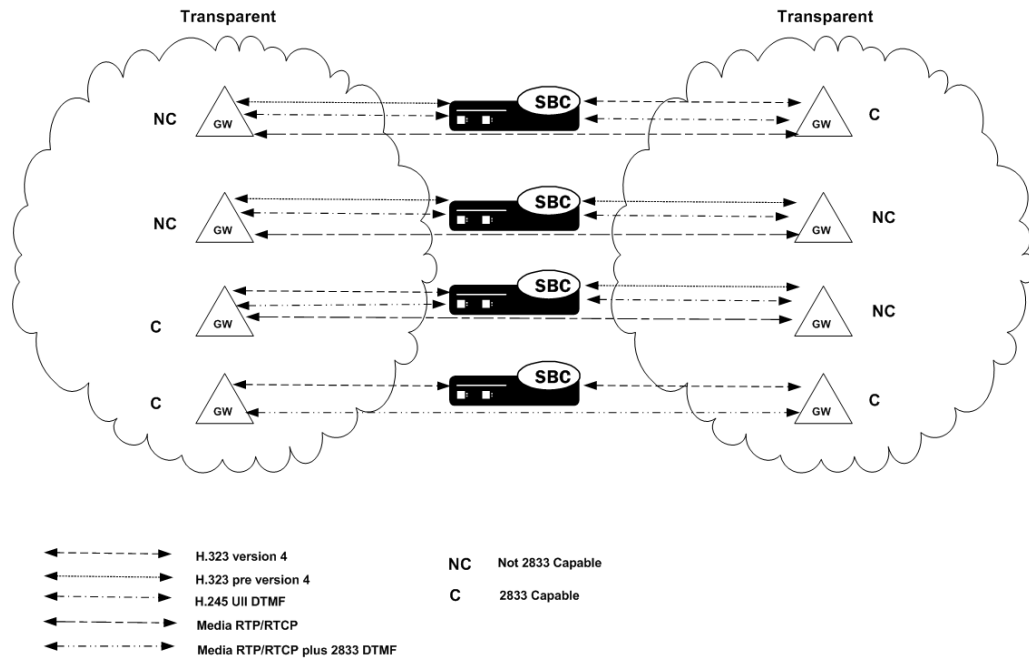 Transparent Transparent
NC GW SBC GW C
NC GW SBC GW NC
C GW SBC GW NC
C GW SBC GW C
H.323 version 4
H.323 pre version 4
H.245 UII DTMF
Media RTP/RTCP
Media RTP/RTCP plus 2833 DTMF
NC Not 2833 Capable
C 2833 Capable